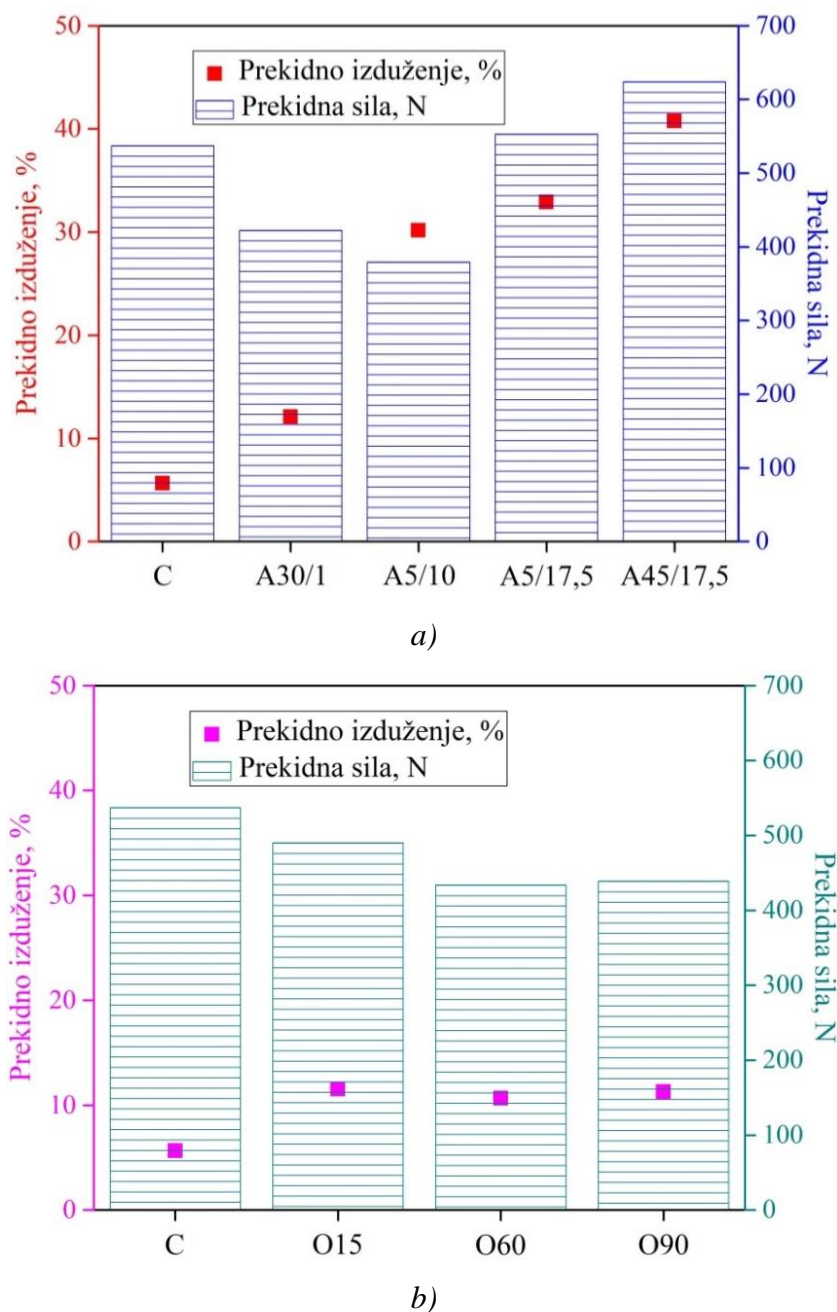 50
700
Prekidno izduženje, %
Prekidna sila, N
600
40
500
30
400
Prekidno izduženje, %
Prekidna sila, N
300
20
200
10
100
0
0
C
A30/1
A5/10
A5/17,5
A45/17,5
a)
50
700
Prekidno izduženje, %
Prekidna sila, N
600
40
500
30
400
Prekidno izduženje, %
Prekidna sila, N
300
20
200
10
100
0
0
C
O15
O60
O90
b)